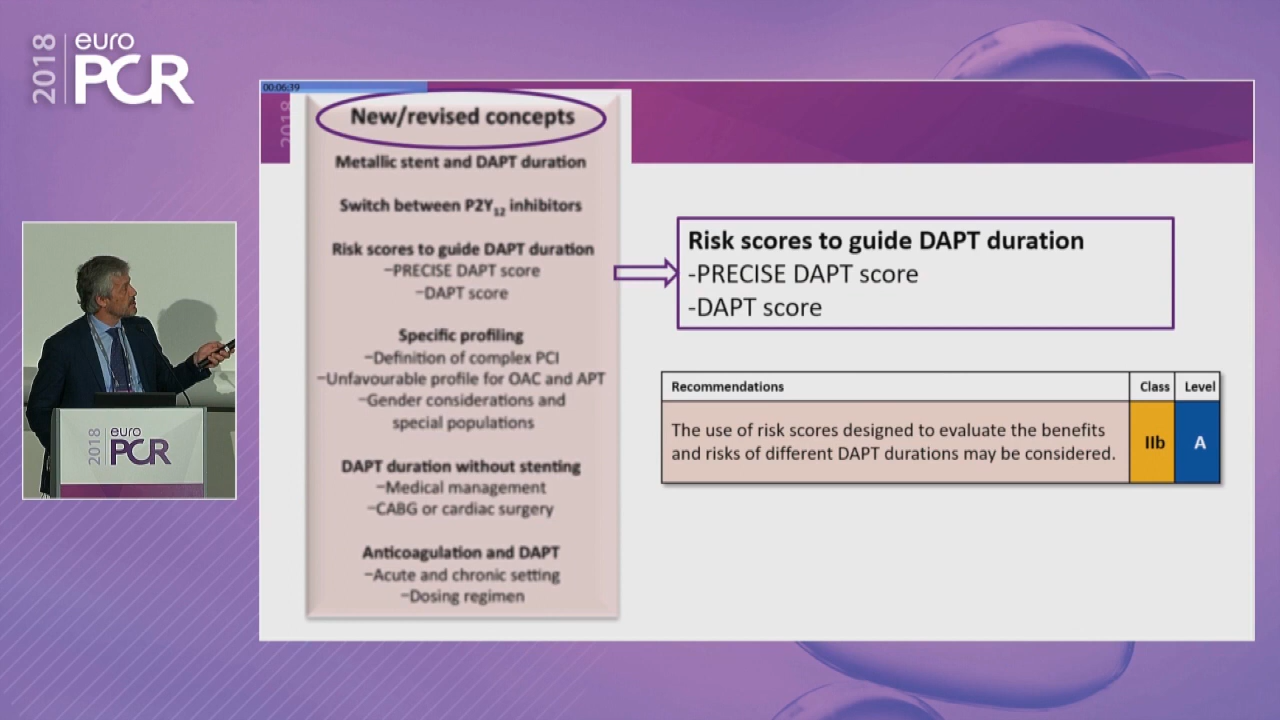 2018
euro
PCR
00:06:39
2018
New/revised concepts
Metallic stent and DAPT duration
Switch between P2Y12 inhibitors
Risk scores to guide DAPT duration
−PRECISE DAPT score
−DAPT score
Specific profiling
−Definition of complex PCI
−Unfavourable profile for OAC and APT
−Gender considerations and
special populations
DAPT duration without stenting
−Medical management
−CABG or cardiac surgery
Anticoagulation and DAPT
−Acute and chronic setting
−Dosing regimen
Risk scores to guide DAPT duration
-PRECISE DAPT score
-DAPT score
Recommendations Class Level
The use of risk scores designed to evaluate the benefits
and risks of different DAPT durations may be considered.
IIb A
2018
euro
PCR